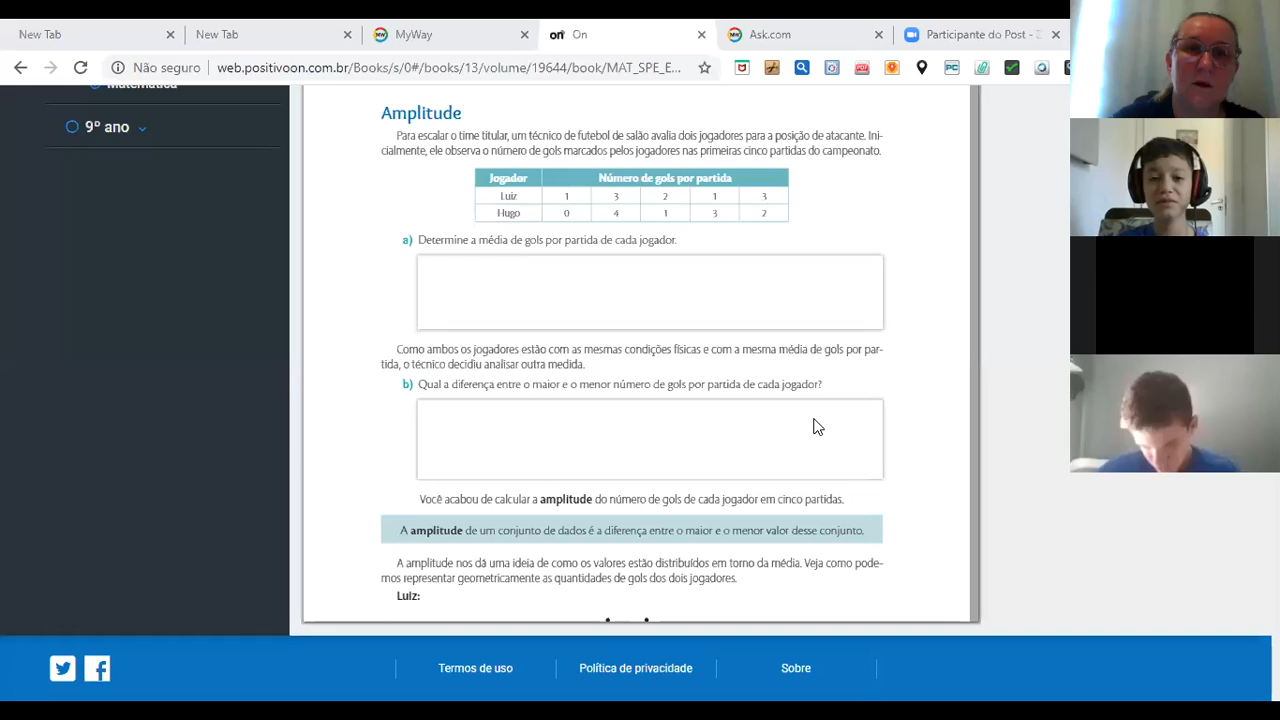 New Tab
New Tab
MyWay
on On
Ask.com
Participante do Post - Z
Não seguro web.positivoon.com.br/Books/s/0#/books/13/volume/19644/book/MAT_SPE_E...
Matemática
9º ano
Amplitude
Para escalar o time titular, um técnico de futebol de salão avalia dois jogadores para a posição de atacante. Ini-
cialmente, ele observa o número de gols marcados pelos jogadores nas primeiras cinco partidas do campeonato.
Jogador Número de gols por partida
Luiz 1 3 2 1 3
Hugo 0 4 1 3 2
a) Determine a média de gols por partida de cada jogador.
Como ambos os jogadores estão com as mesmas condições físicas e com a mesma média de gols por par-
tida, o técnico decidiu analisar outra medida.
b) Qual a diferença entre o maior e o menor número de gols por partida de cada jogador?
Você acabou de calcular a amplitude do número de gols de cada jogador em cinco partidas.
A amplitude de um conjunto de dados é a diferença entre o maior e o menor valor desse conjunto.
A amplitude nos dá uma ideia de como os valores estão distribuídos em torno da média. Veja como pode-
mos representar geometricamente as quantidades de gols dos dois jogadores.
Luiz:
Termos de uso
Política de privacidade
Sobre